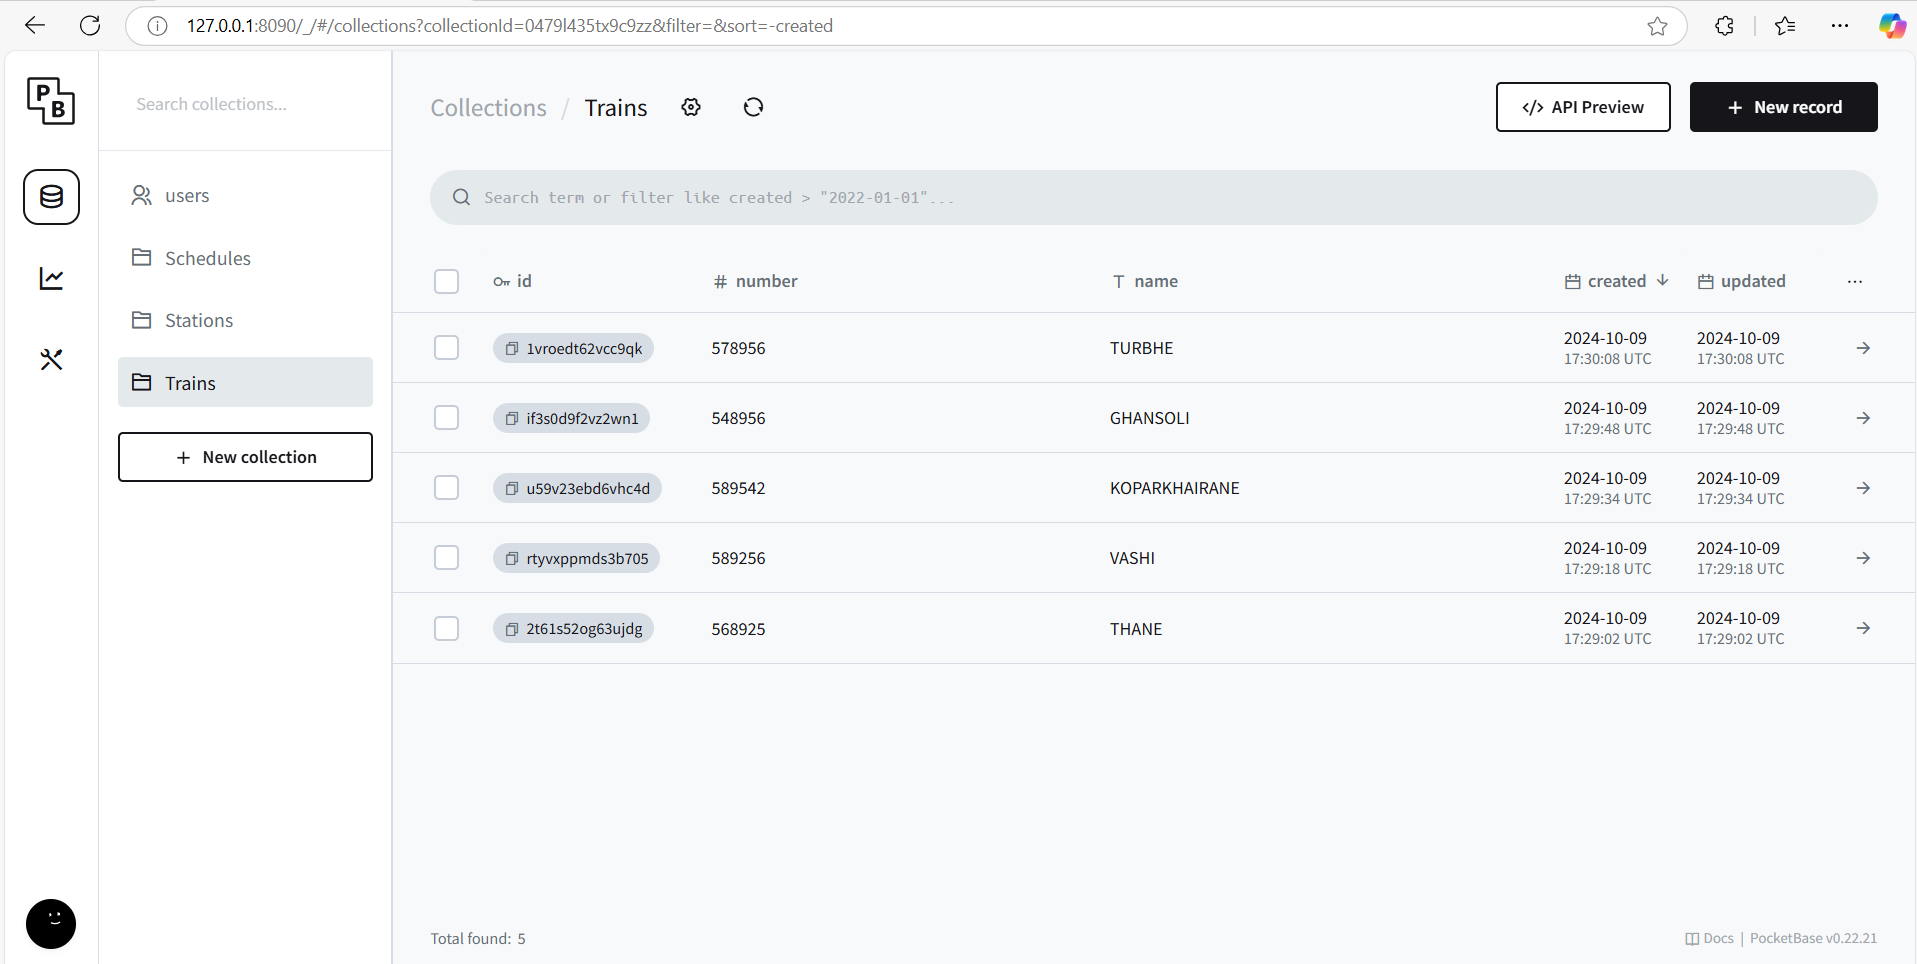 127.0.0.1:8090/_/#/collections?collectionId=0479l435tx9c9zz&filter=&sort=-created
P
B
Search collections...
users
Schedules
Stations
Trains
+ New collection
Collections / Trains
</> API Preview
+ New record
Search term or filter like created > "2022-01-01"...
id # number T name created ↓ updated ...
1vroedt62vcc9qk 578956 TURBHE 2024-10-09 2024-10-09
17:30:08 UTC 17:30:08 UTC
if3s0d9f2vz2wn1 548956 GHANSOLI 2024-10-09 2024-10-09
17:29:48 UTC 17:29:48 UTC
u59v23ebd6vhc4d 589542 KOPARKHAIRANE 2024-10-09 2024-10-09
17:29:34 UTC 17:29:34 UTC
rtyvxppmds3b705 589256 VASHI 2024-10-09 2024-10-09
17:29:18 UTC 17:29:18 UTC
2t61s52og63ujdg 568925 THANE 2024-10-09 2024-10-09
17:29:02 UTC 17:29:02 UTC
Total found: 5
Docs | PocketBase v0.22.21